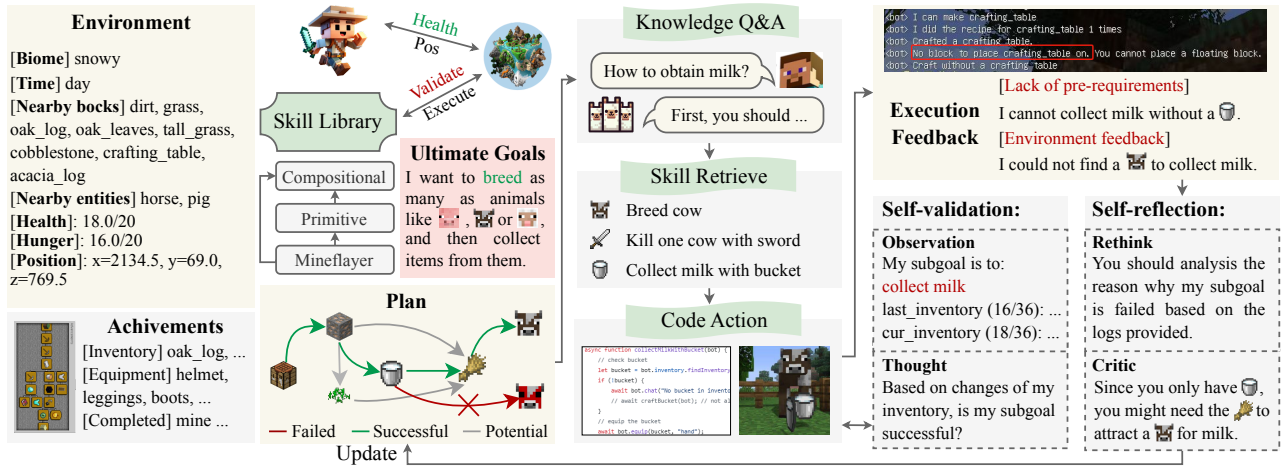 Environment
[Biome] snowy
[Time] day
[Nearby bocks] dirt, grass,
oak_log, oak_leaves, tall_grass,
cobblestone, crafting_table,
acacia_log
[Nearby entities] horse, pig
[Health]: 18.0/20
[Hunger]: 16.0/20
[Position]: x=2134.5, y=69.0,
z=769.5
Achivements
[Inventory] oak_log, ...
[Equipment] helmet,
leggings, boots, ...
[Completed] mine ...
Health
Pos
Validate
Execute
Skill Library
Compositional
Primitive
Mineflayer
Ultimate Goals
I want to breed as
many as animals
like , or ,
and then collect
items from them.
Plan
Failed
Successful
Potential
Update
Knowledge Q&A
How to obtain milk?
First, you should ...
Skill Retrieve
Breed cow
Kill one cow with sword
Collect milk with bucket
Code Action
async function collectMilkWithBucket(bot) {
// check bucket
let bucket = bot.inventory.findInventory
if (!bucket) {
await bot.chat("No bucket in invento
// await craftBucket(bot); // not al
}
// equip the bucket
await bot.equip(bucket, "hand");
<bot> I can make crafting_table
<bot> I did the recipe for crafting_table 1 times
<bot> Crafted a crafting_table.
<bot> No block to place crafting_table on. You cannot place a floating block.
<bot> Craft without a crafting_table
Execution
Feedback
[Lack of pre-requirements]
I cannot collect milk without a .
[Environment feedback]
I could not find a to collect milk.
Self-validation:
Observation
My subgoal is to:
collect milk
last_inventory (16/36): ...
cur_inventory (18/36): ...
Thought
Based on changes of my
inventory, is my subgoal
successful?
Self-reflection:
Rethink
You should analysis the
reason why my subgoal
is failed based on the
logs provided.
Critic
Since you only have ,
you might need the to
attract a for milk.